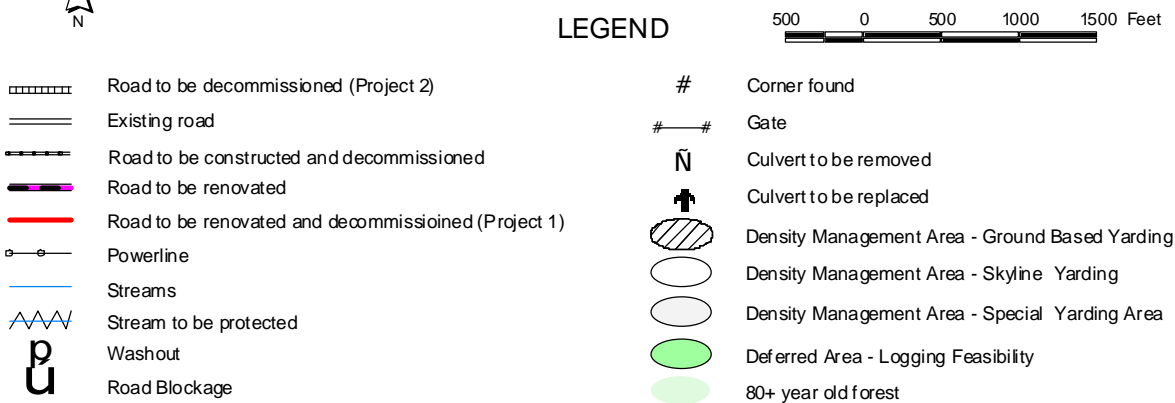 N
LEGEND
500 0 500 1000 1500 Feet
Road to be decommissioned (Project 2)
Existing road
Road to be constructed and decommissioned
Road to be renovated
Road to be renovated and decommissioined (Project 1)
Powerline
Streams
Stream to be protected
p Washout
ú Road Blockage
# Corner found
# # Gate
Ñ Culvert to be removed
Culvert to be replaced
Density Management Area - Ground Based Yarding
Density Management Area - Skyline Yarding
Density Management Area - Special Yarding Area
Deferred Area - Logging Feasibility
80+ year old forest